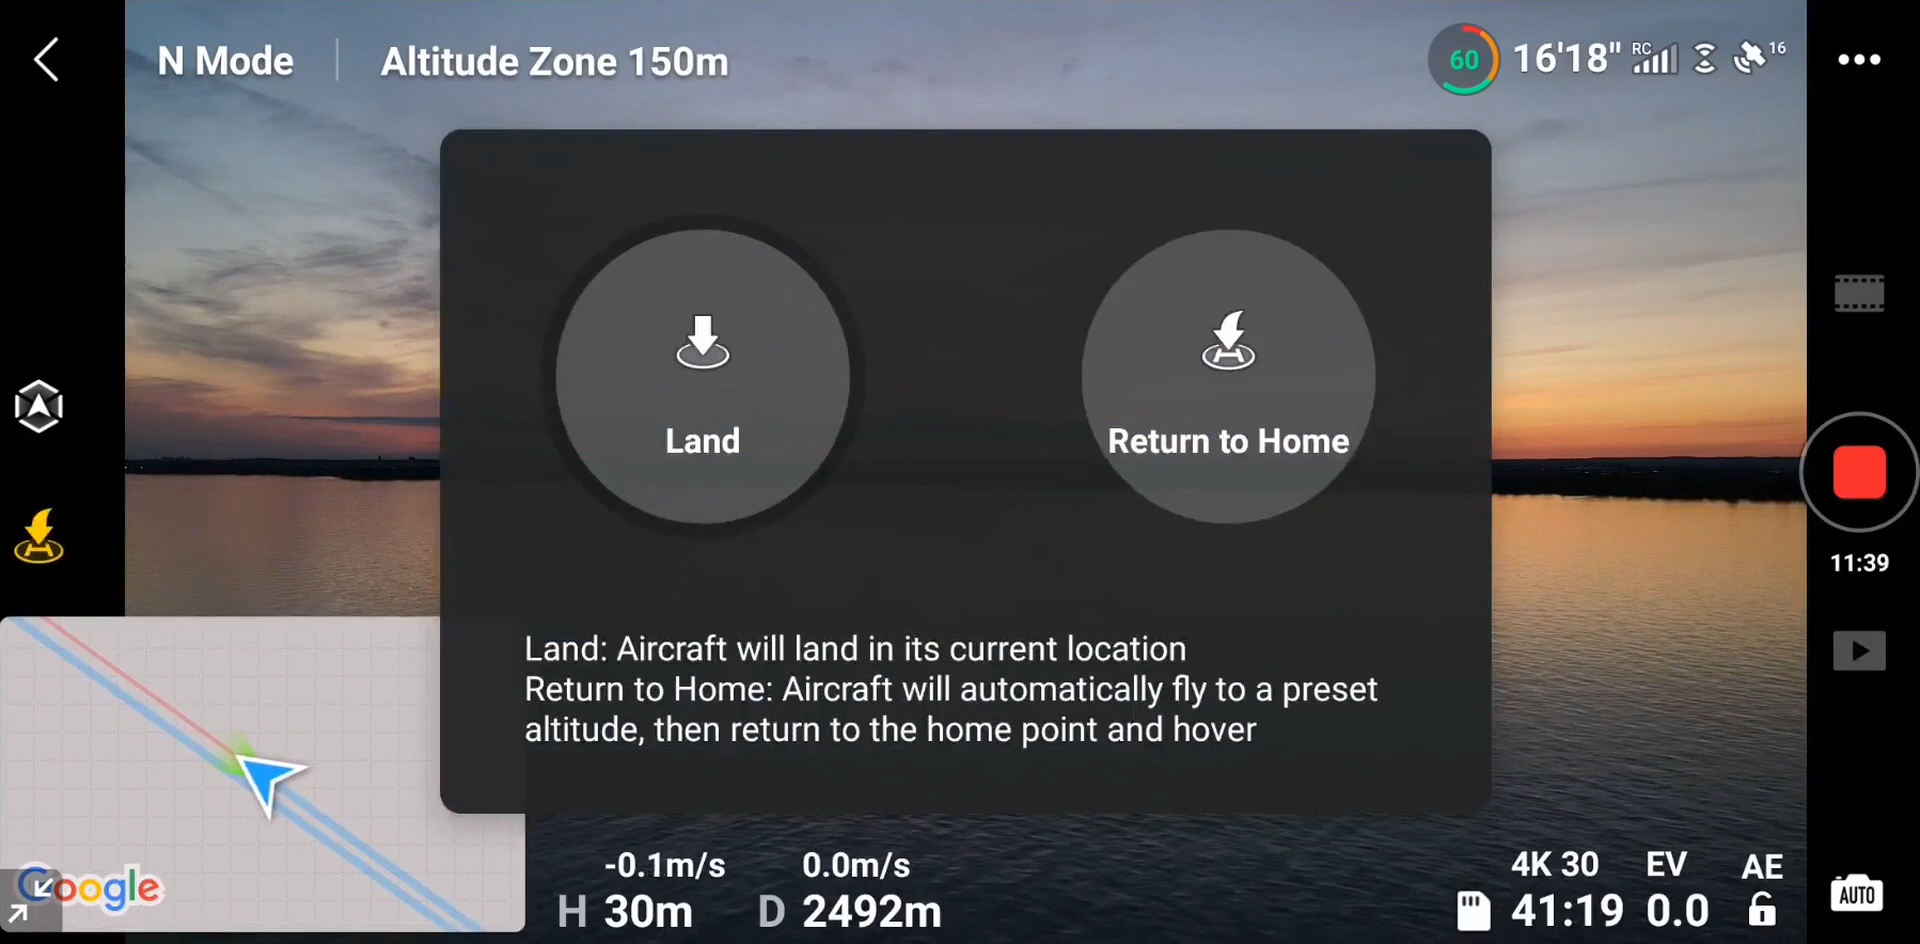 N Mode
Altitude Zone 150m
60
16'18"
RC
16
Land
Return to Home
11:39
Land: Aircraft will land in its current location
Return to Home: Aircraft will automatically fly to a preset
altitude, then return to the home point and hover
Google
-0.1m/s
0.0m/s
H 30m
D 2492m
4K 30
EV
AE
41:19
0.0
AUTO